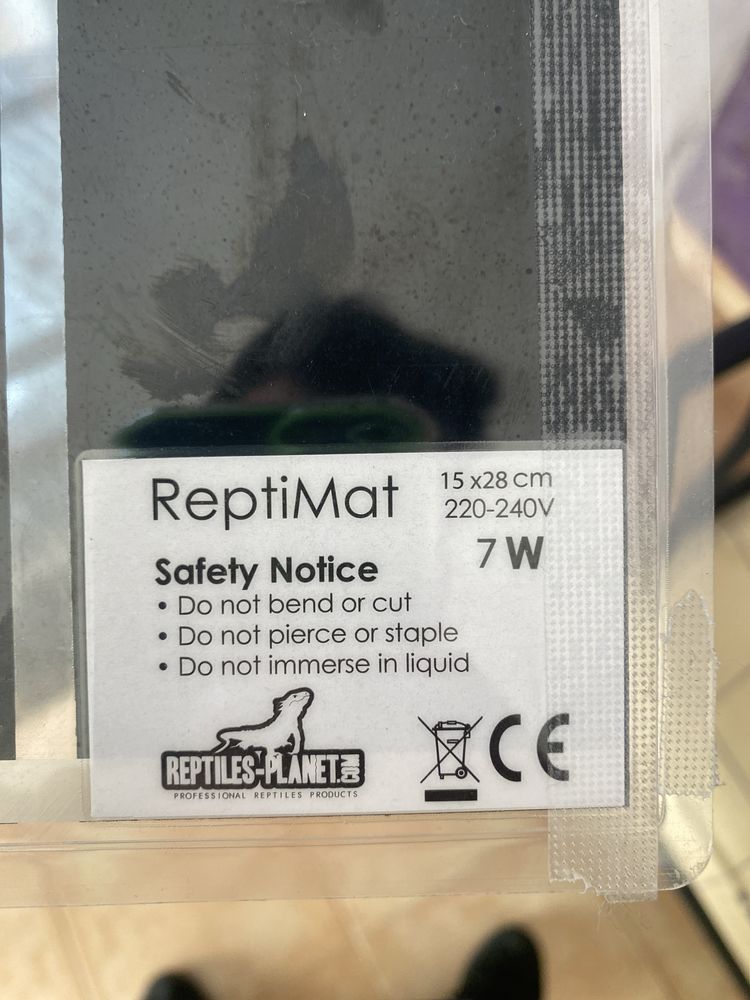 ReptiMat
15 x28 cm
220-240V
7 W
Safety Notice
• Do not bend or cut
• Do not pierce or staple
• Do not immerse in liquid
REPTILES-PLANET.COM
PROFESSIONAL REPTILES PRODUCTS
CE